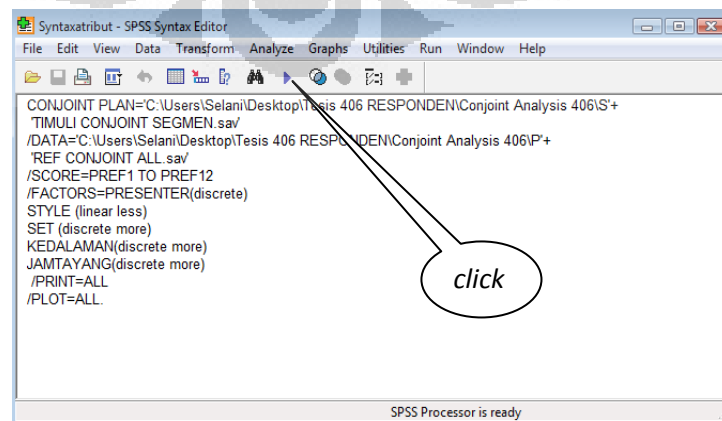 Syntaxatribut - SPSS Syntax Editor
File Edit View Data Transform Analyze Graphs Utilities Run Window Help
CONJOINT PLAN='C:\Users\Selani\Desktop\Tesis 406 RESPONDEN\Conjoint Analysis 406\S'+
'TIMULI CONJOINT SEGMEN.sav'
/DATA='C:\Users\Selani\Desktop\Tesis 406 RESPONDEN\Conjoint Analysis 406\P'+
'REF CONJOINT ALL.sav'
/SCORE=PREF1 TO PREF12
/FACTORS=PRESENTER(discrete)
STYLE (linear less)
SET (discrete more)
KEDALAMAN(discrete more)
JAMTAYANG(discrete more)
/PRINT=ALL
/PLOT=ALL.
click
SPSS Processor is ready